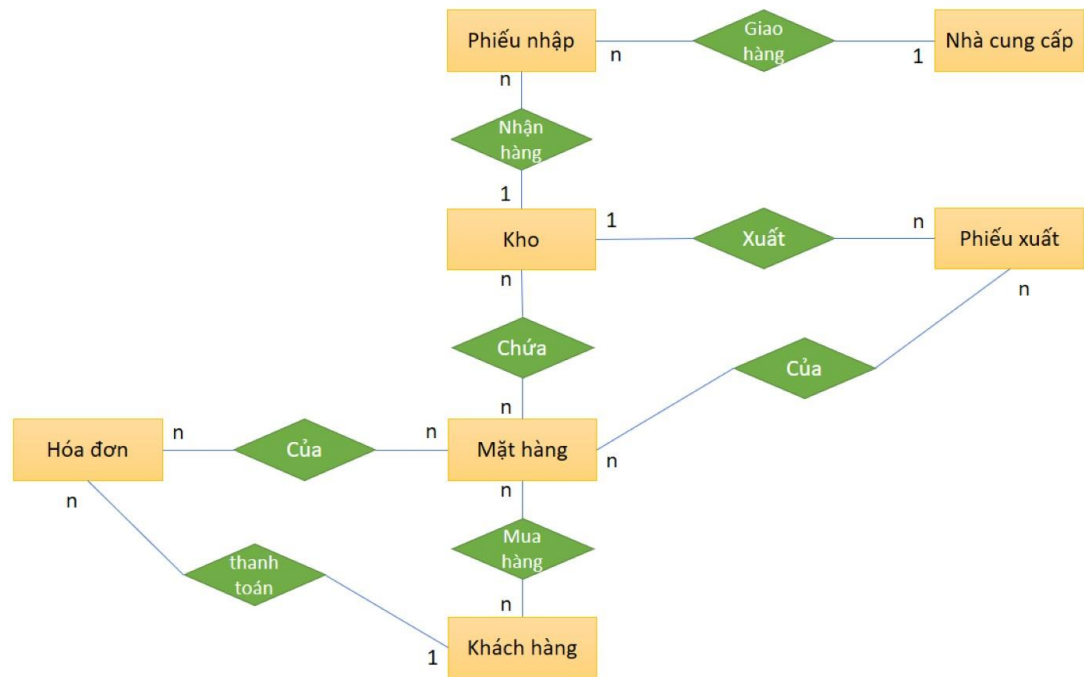 Phiếu nhập
n
Giao
hàng
1
Nhà cung cấp
n
Nhận
hàng
1
Kho
1
Xuất
n
Phiếu xuất
n
n
Chứa
Của
n
Hóa đơn
n
Của
n
Mặt hàng
n
n
n
Mua
hàng
thanh
toán
n
1
Khách hàng